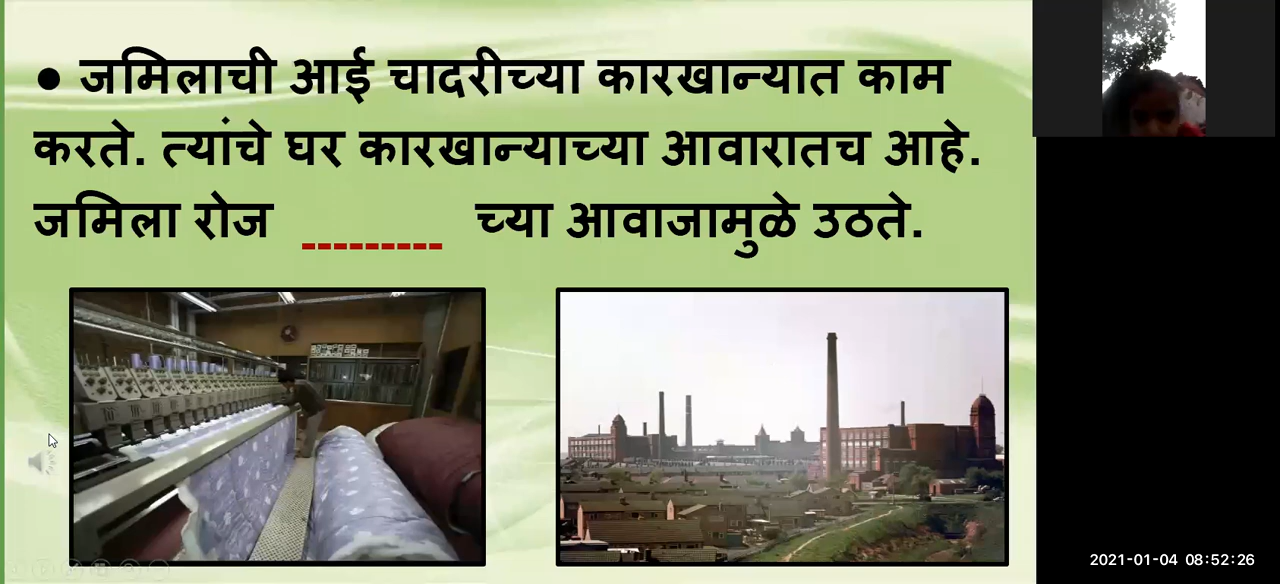 ● जमिलाची आई चादरीच्या कारखान्यात काम
करते. त्यांचे घर कारखान्याच्या आवारातच आहे.
जमिला रोज --------- च्या आवाजामुळे उठते.
2021-01-04 08:52:26